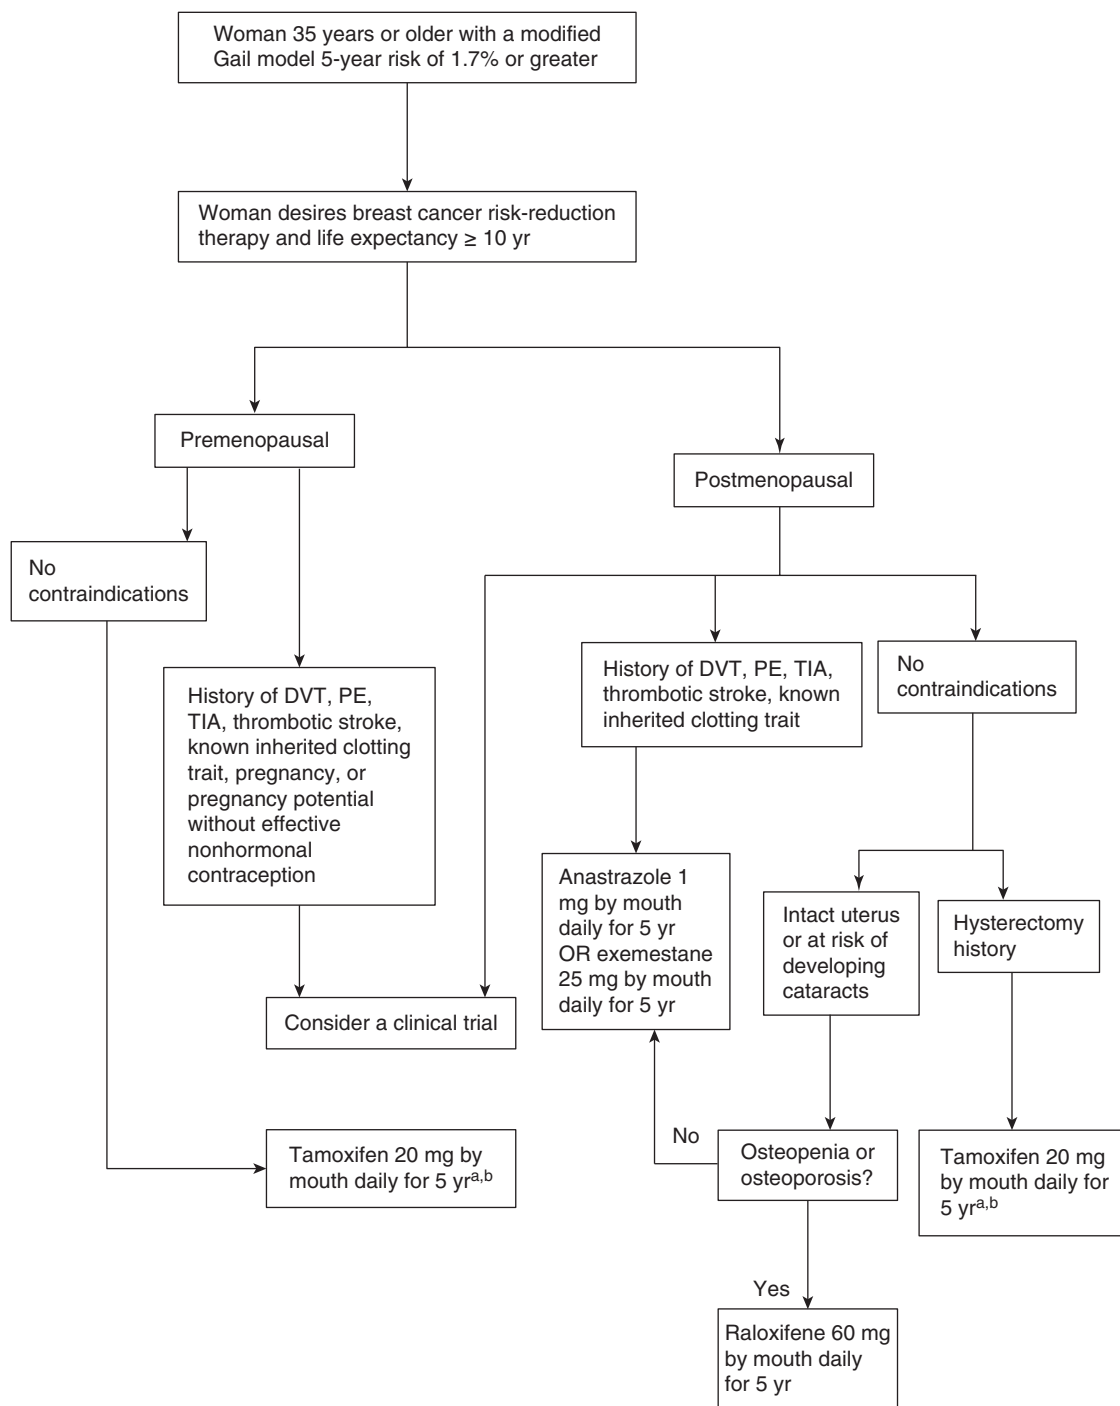 Woman 35 years or older with a modified
Gail model 5-year risk of 1.7% or greater
Woman desires breast cancer risk-reduction
therapy and life expectancy ≥ 10 yr
Premenopausal
Postmenopausal
No
contraindications
History of DVT, PE,
TIA, thrombotic stroke,
known inherited clotting
trait, pregnancy, or
pregnancy potential
without effective
nonhormonal
contraception
History of DVT, PE, TIA,
thrombotic stroke, known
inherited clotting trait
No
contraindications
Anastrazole 1
mg by mouth
daily for 5 yr
OR exemestane
25 mg by mouth
daily for 5 yr
Intact uterus
or at risk of
developing
cataracts
Hysterectomy
history
Consider a clinical trial
Tamoxifen 20 mg by
mouth daily for 5 yra,b
No
Osteopenia or
osteoporosis?
Tamoxifen 20 mg
by mouth daily for
5 yra,b
Yes
Raloxifene 60 mg
by mouth daily
for 5 yr